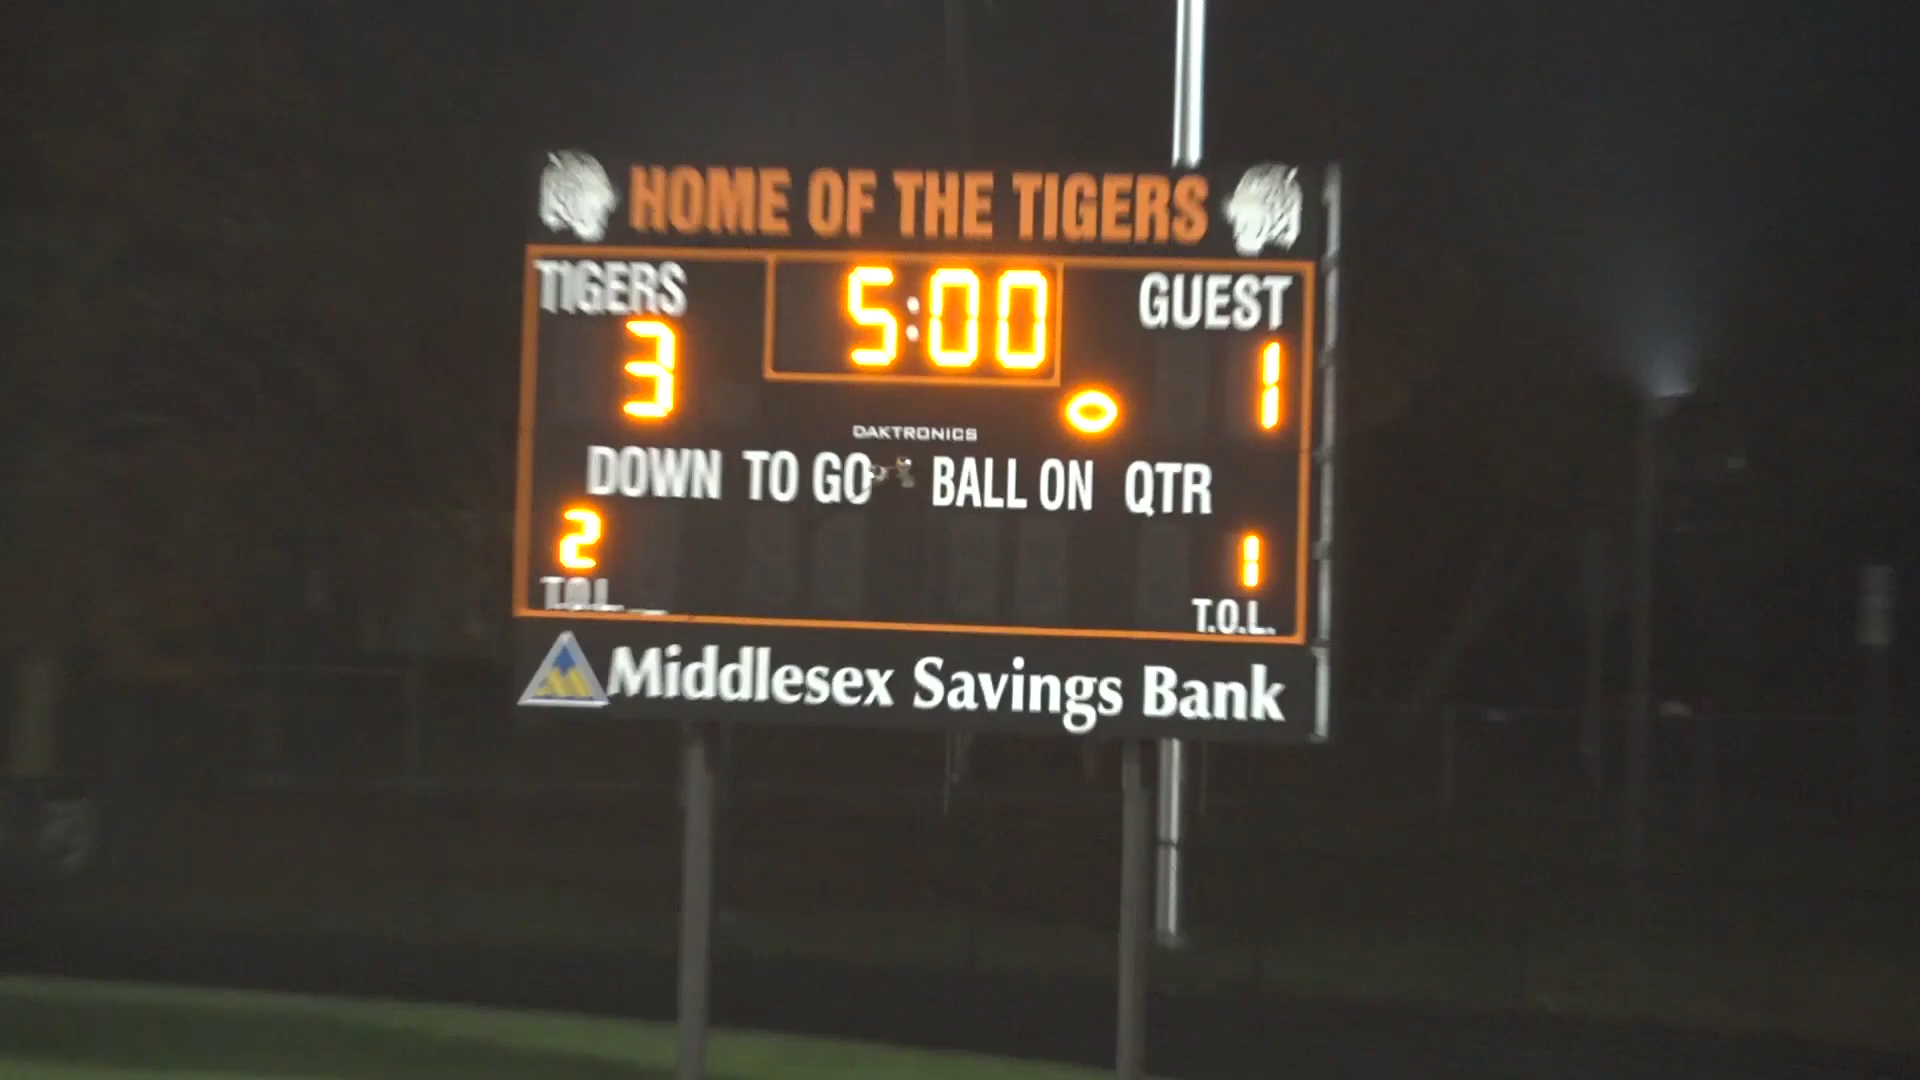 HOME OF THE TIGERS
TIGERS 5:00 GUEST
3 1
DAKTRONICS
DOWN TO GO BALL ON QTR
2 1
T.O.L. T.O.L.
Middlesex Savings Bank